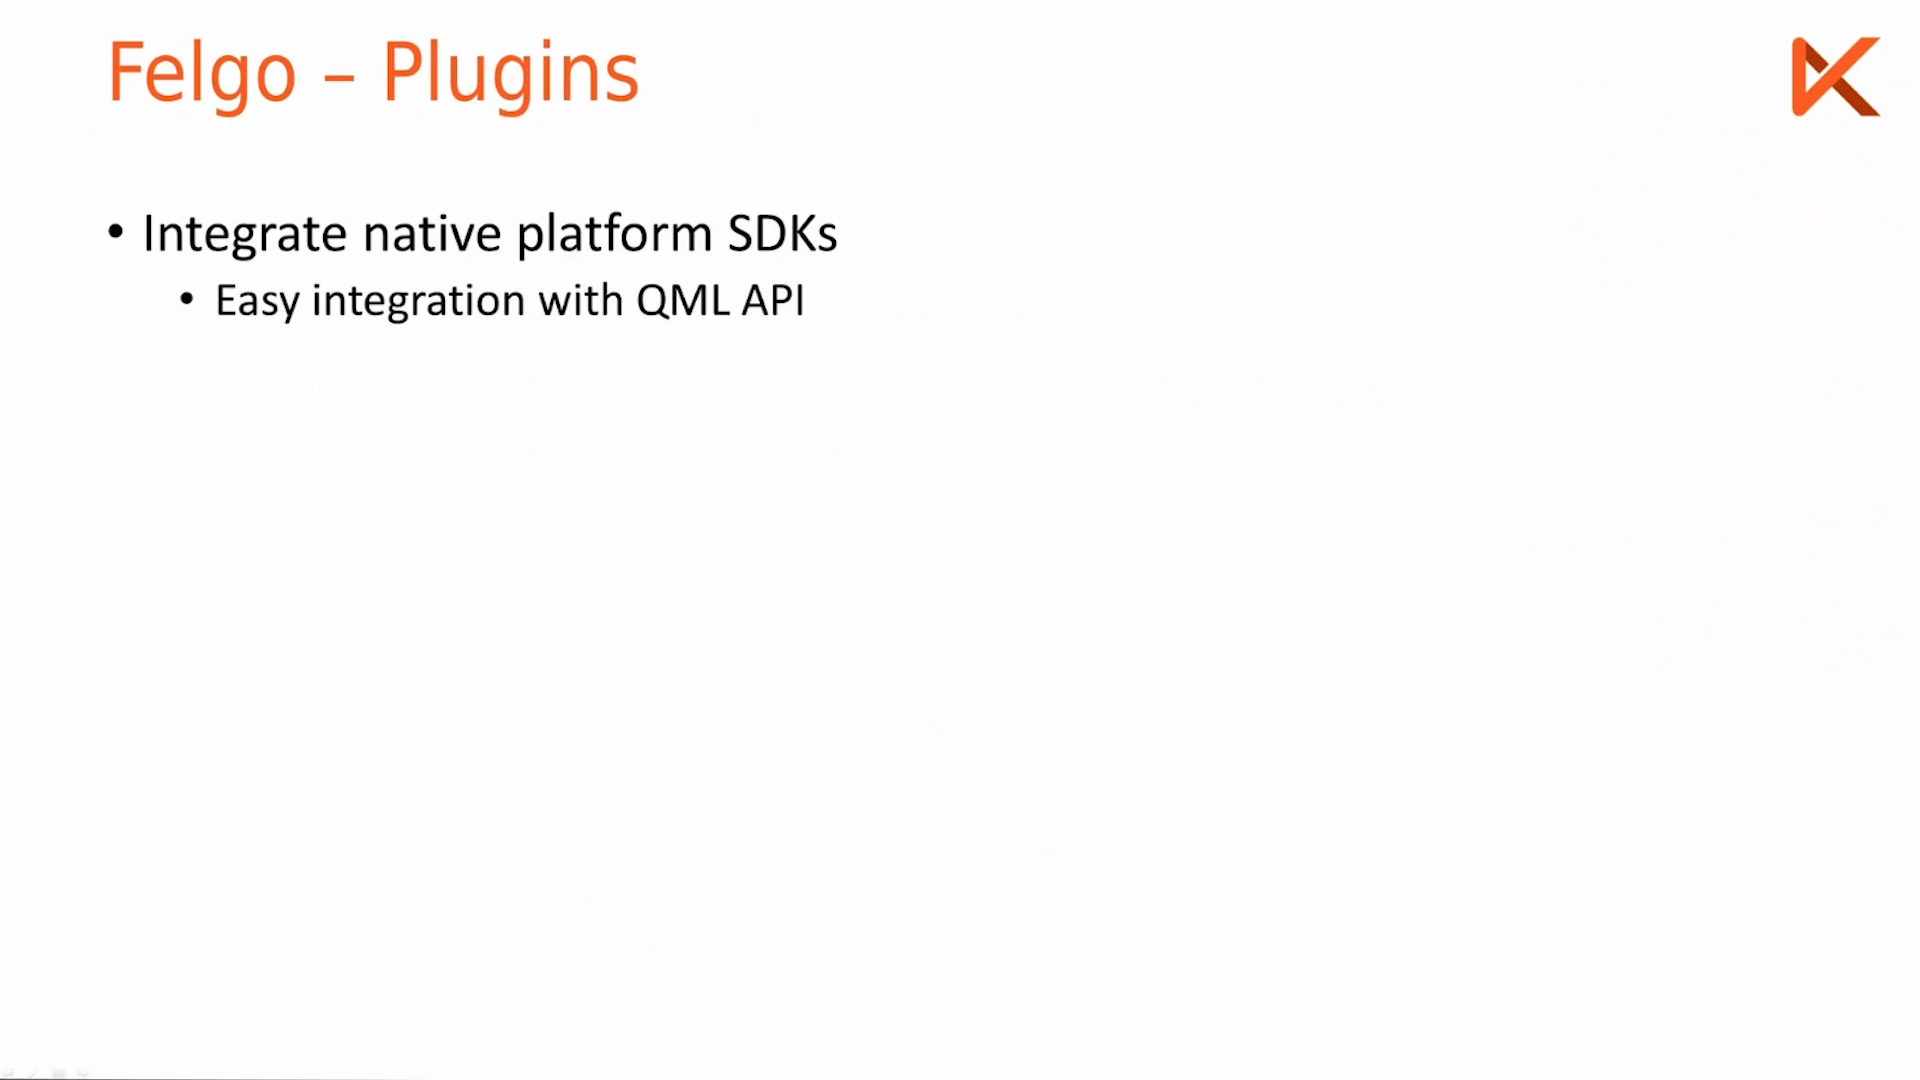 Felgo – Plugins
• Integrate native platform SDKs
• Easy integration with QML API